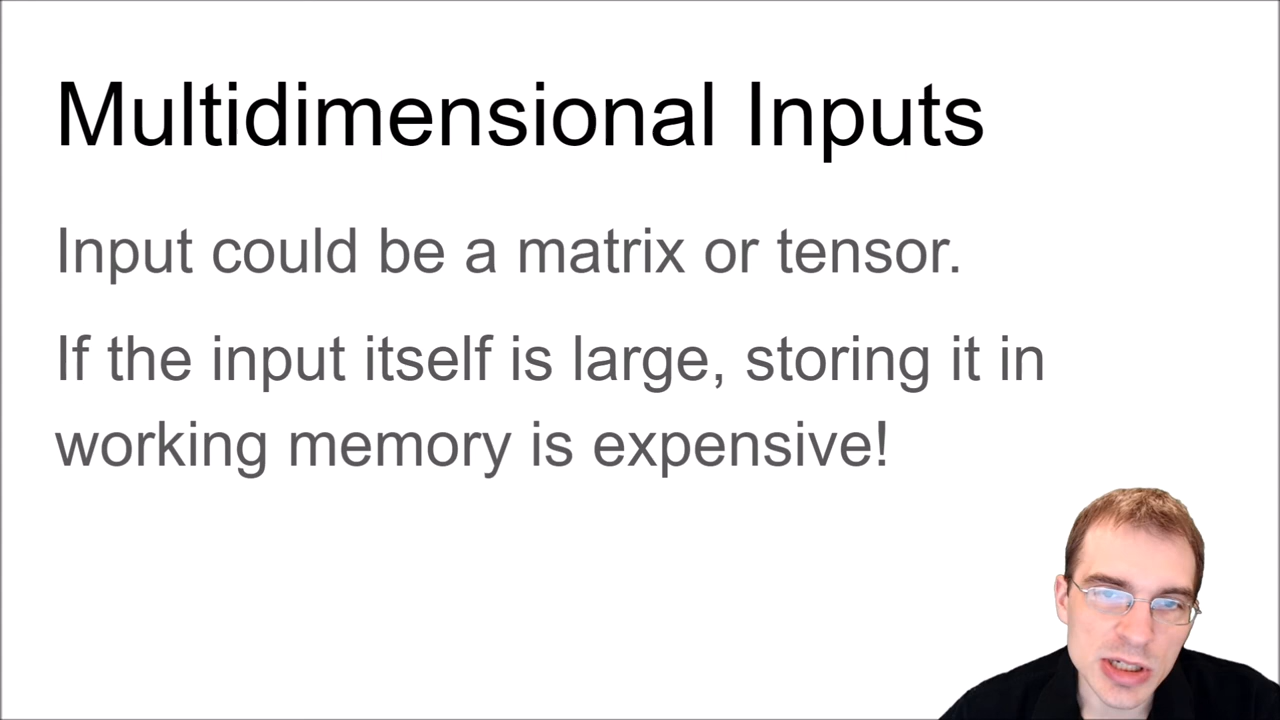 Multidimensional Inputs
Input could be a matrix or tensor.
If the input itself is large, storing it in
working memory is expensive!